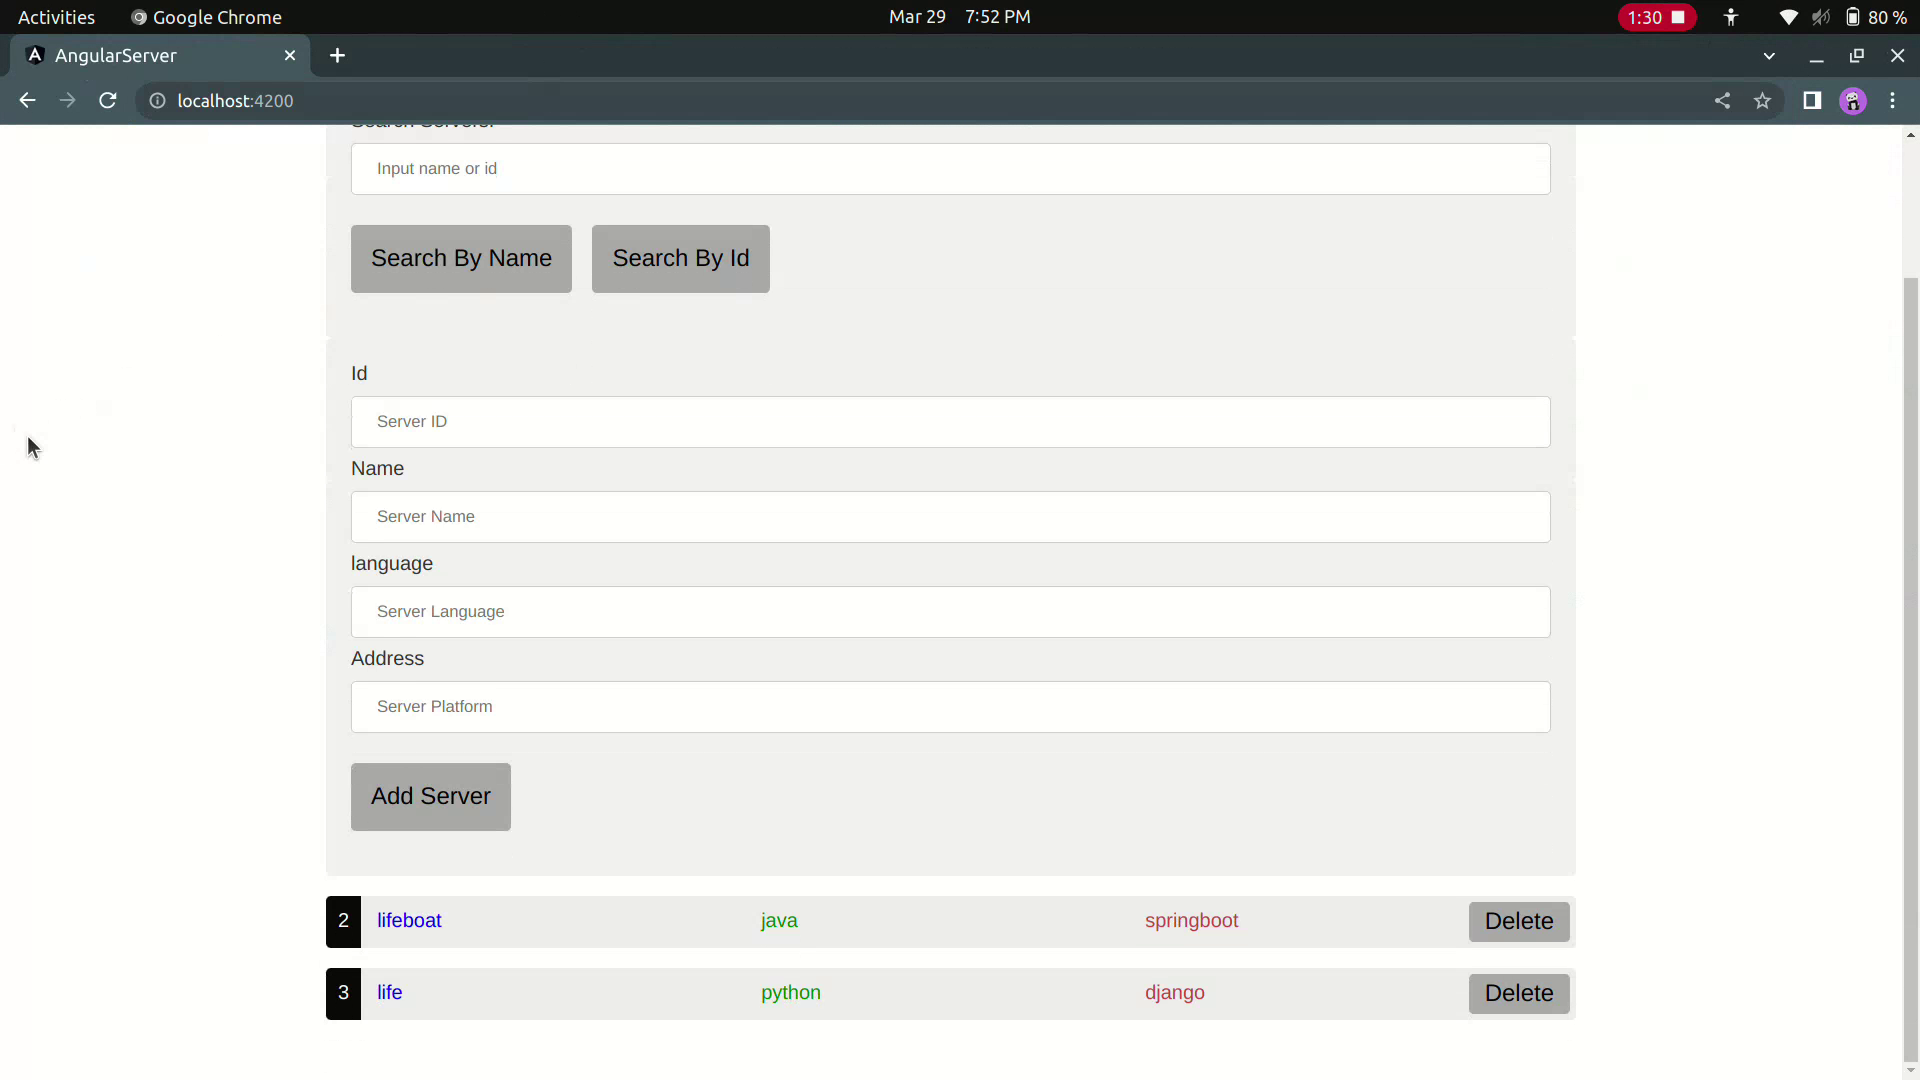 Activities Google Chrome Mar 29 7:52 PM 1:30 80 %
AngularServer
localhost:4200
Search Servers:
Input name or id
Search By Name Search By Id
Id
Server ID
Name
Server Name
language
Server Language
Address
Server Platform
Add Server
2 lifeboat java springboot Delete
3 life python django Delete